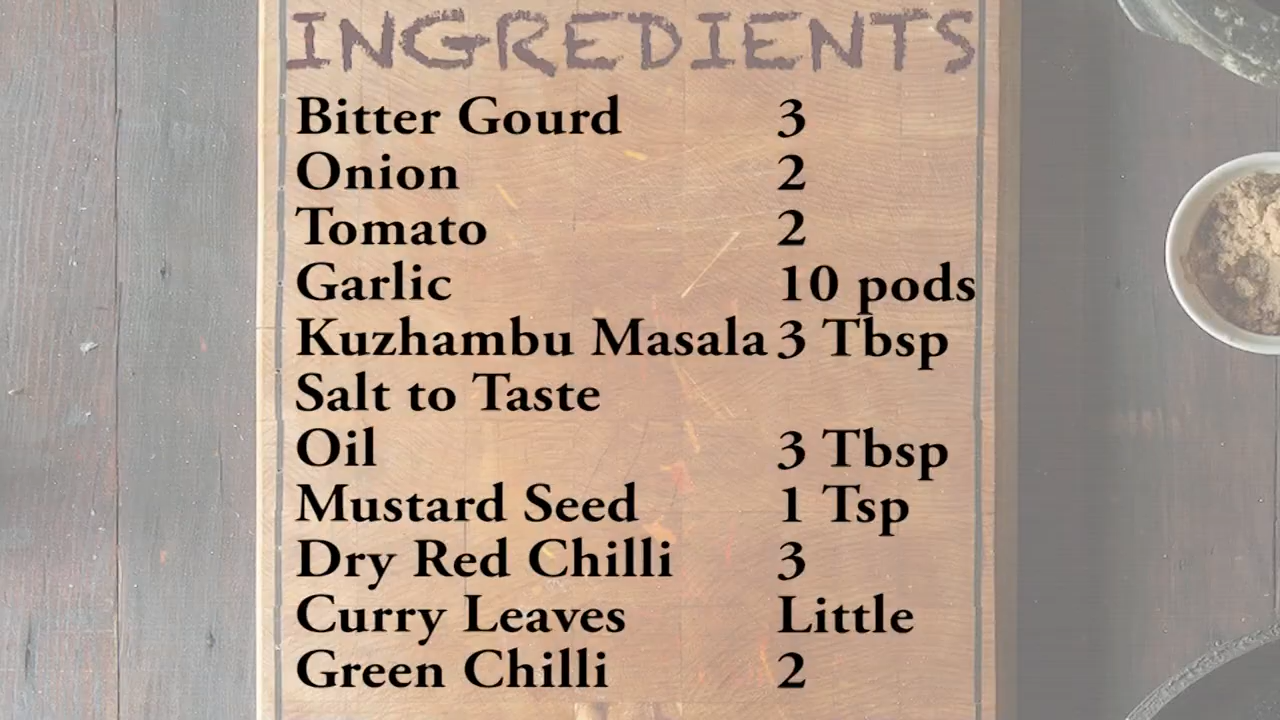 INGREDIENTS
Bitter Gourd 3
Onion 2
Tomato 2
Garlic 10 pods
Kuzhambu Masala 3 Tbsp
Salt to Taste
Oil 3 Tbsp
Mustard Seed 1 Tsp
Dry Red Chilli 3
Curry Leaves Little
Green Chilli 2